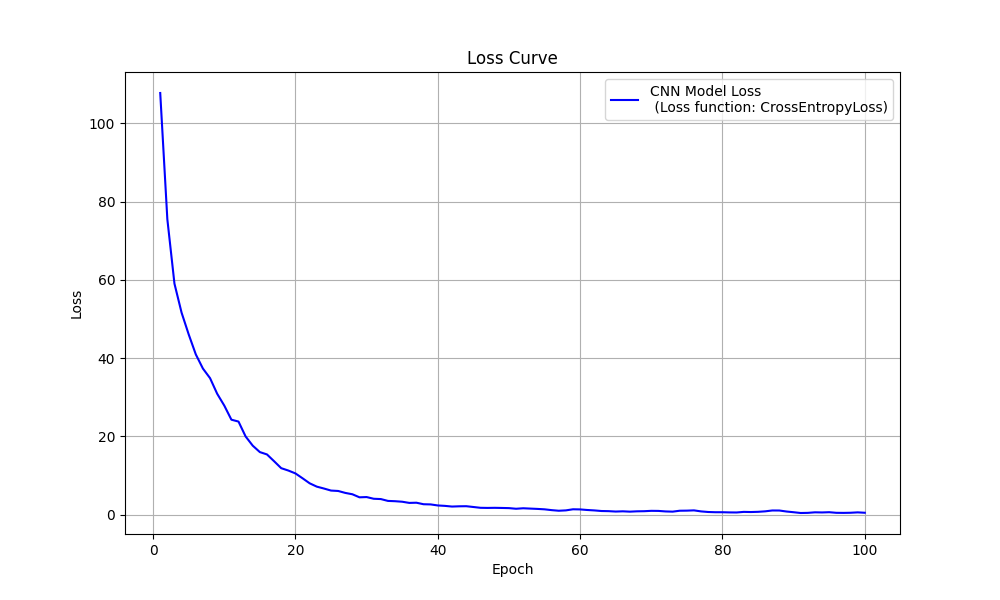 Loss Curve
CNN Model Loss
(Loss function: CrossEntropyLoss)
Loss
100
80
60
40
20
0
0 20 40 60 80 100
Epoch